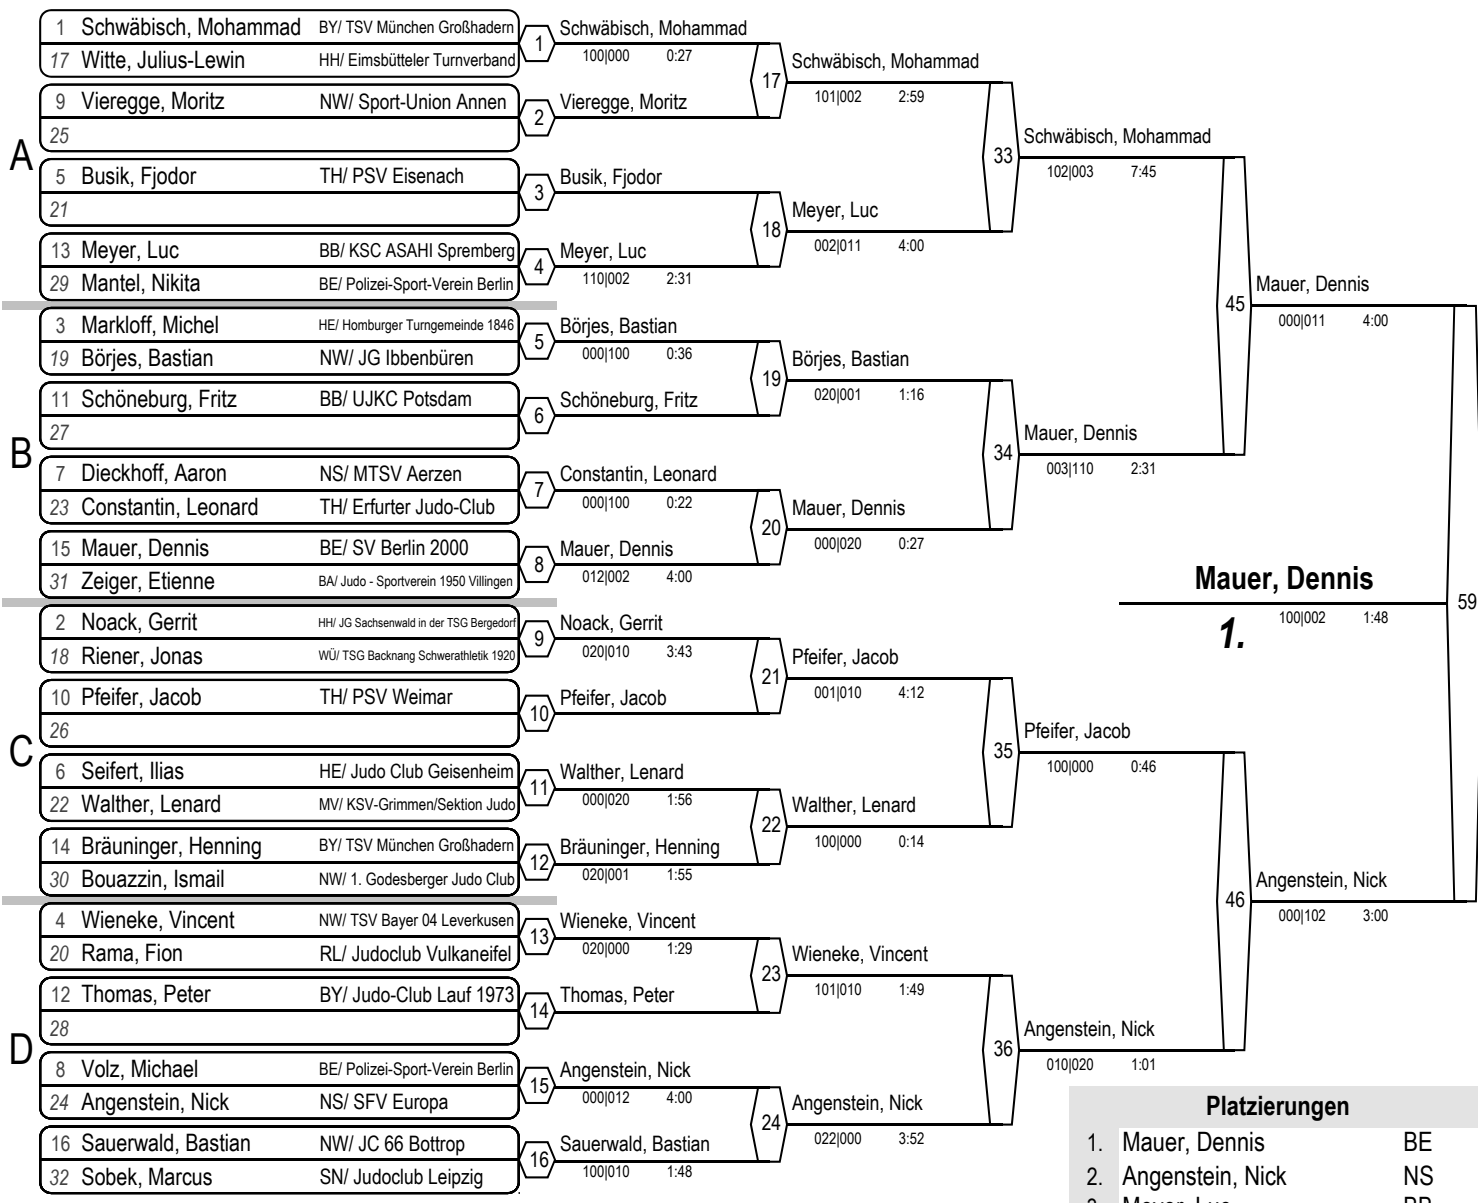 1 Schwäbisch, Mohammad BY/ TSV München Großhadern
17 Witte, Julius-Lewin HH/ Eimsbütteler Turnverband
9 Vieregge, Moritz NW/ Sport-Union Annen
25
A
5 Busik, Fjodor TH/ PSV Eisenach
21
13 Meyer, Luc BB/ KSC ASAHI Spremberg
29 Mantel, Nikita BE/ Polizei-Sport-Verein Berlin
3 Markloff, Michel HE/ Homburger Turngemeinde 1846
19 Börjes, Bastian NW/ JG Ibbenbüren
11 Schöneburg, Fritz BB/ UJKC Potsdam
27
B
7 Dieckhoff, Aaron NS/ MTSV Aerzen
23 Constantin, Leonard TH/ Erfurter Judo-Club
15 Mauer, Dennis BE/ SV Berlin 2000
31 Zeiger, Etienne BA/ Judo - Sportverein 1950 Villingen
2 Noack, Gerrit HH/ JG Sachsenwald in der TSG Bergedorf
18 Riener, Jonas WÜ/ TSG Backnang Schwerathletik 1920
10 Pfeifer, Jacob TH/ PSV Weimar
26
C
6 Seifert, Ilias HE/ Judo Club Geisenheim
22 Walther, Lenard MV/ KSV-Grimmen/Sektion Judo
14 Bräuninger, Henning BY/ TSV München Großhadern
30 Bouazzin, Ismail NW/ 1. Godesberger Judo Club
4 Wieneke, Vincent NW/ TSV Bayer 04 Leverkusen
20 Rama, Fion RL/ Judoclub Vulkaneifel
12 Thomas, Peter BY/ Judo-Club Lauf 1973
28
D
8 Volz, Michael BE/ Polizei-Sport-Verein Berlin
24 Angenstein, Nick NS/ SFV Europa
16 Sauerwald, Bastian NW/ JC 66 Bottrop
32 Sobek, Marcus SN/ Judoclub Leipzig
1 Schwäbisch, Mohammad
100|000 0:27
2 Vieregge, Moritz
3 Busik, Fjodor
4 Meyer, Luc
110|002 2:31
5 Börjes, Bastian
000|100 0:36
6 Schöneburg, Fritz
7 Constantin, Leonard
000|100 0:22
8 Mauer, Dennis
012|002 4:00
9 Noack, Gerrit
020|010 3:43
10 Pfeifer, Jacob
11 Walther, Lenard
000|020 1:56
12 Bräuninger, Henning
020|001 1:55
13 Wieneke, Vincent
020|000 1:29
14 Thomas, Peter
15 Angenstein, Nick
000|012 4:00
16 Sauerwald, Bastian
100|010 1:48
17 Schwäbisch, Mohammad
101|002 2:59
18 Meyer, Luc
002|011 4:00
19 Börjes, Bastian
020|001 1:16
20 Mauer, Dennis
000|020 0:27
21 Pfeifer, Jacob
001|010 4:12
22 Walther, Lenard
100|000 0:14
23 Wieneke, Vincent
101|010 1:49
24 Angenstein, Nick
022|000 3:52
33 Schwäbisch, Mohammad
102|003 7:45
34 Mauer, Dennis
003|110 2:31
35 Pfeifer, Jacob
100|000 0:46
36 Angenstein, Nick
010|020 1:01
45 Mauer, Dennis
000|011 4:00
46 Angenstein, Nick
000|102 3:00
Mauer, Dennis 59
1. 100|002 1:48
Platzierungen
1. Mauer, Dennis BE
2. Angenstein, Nick NS